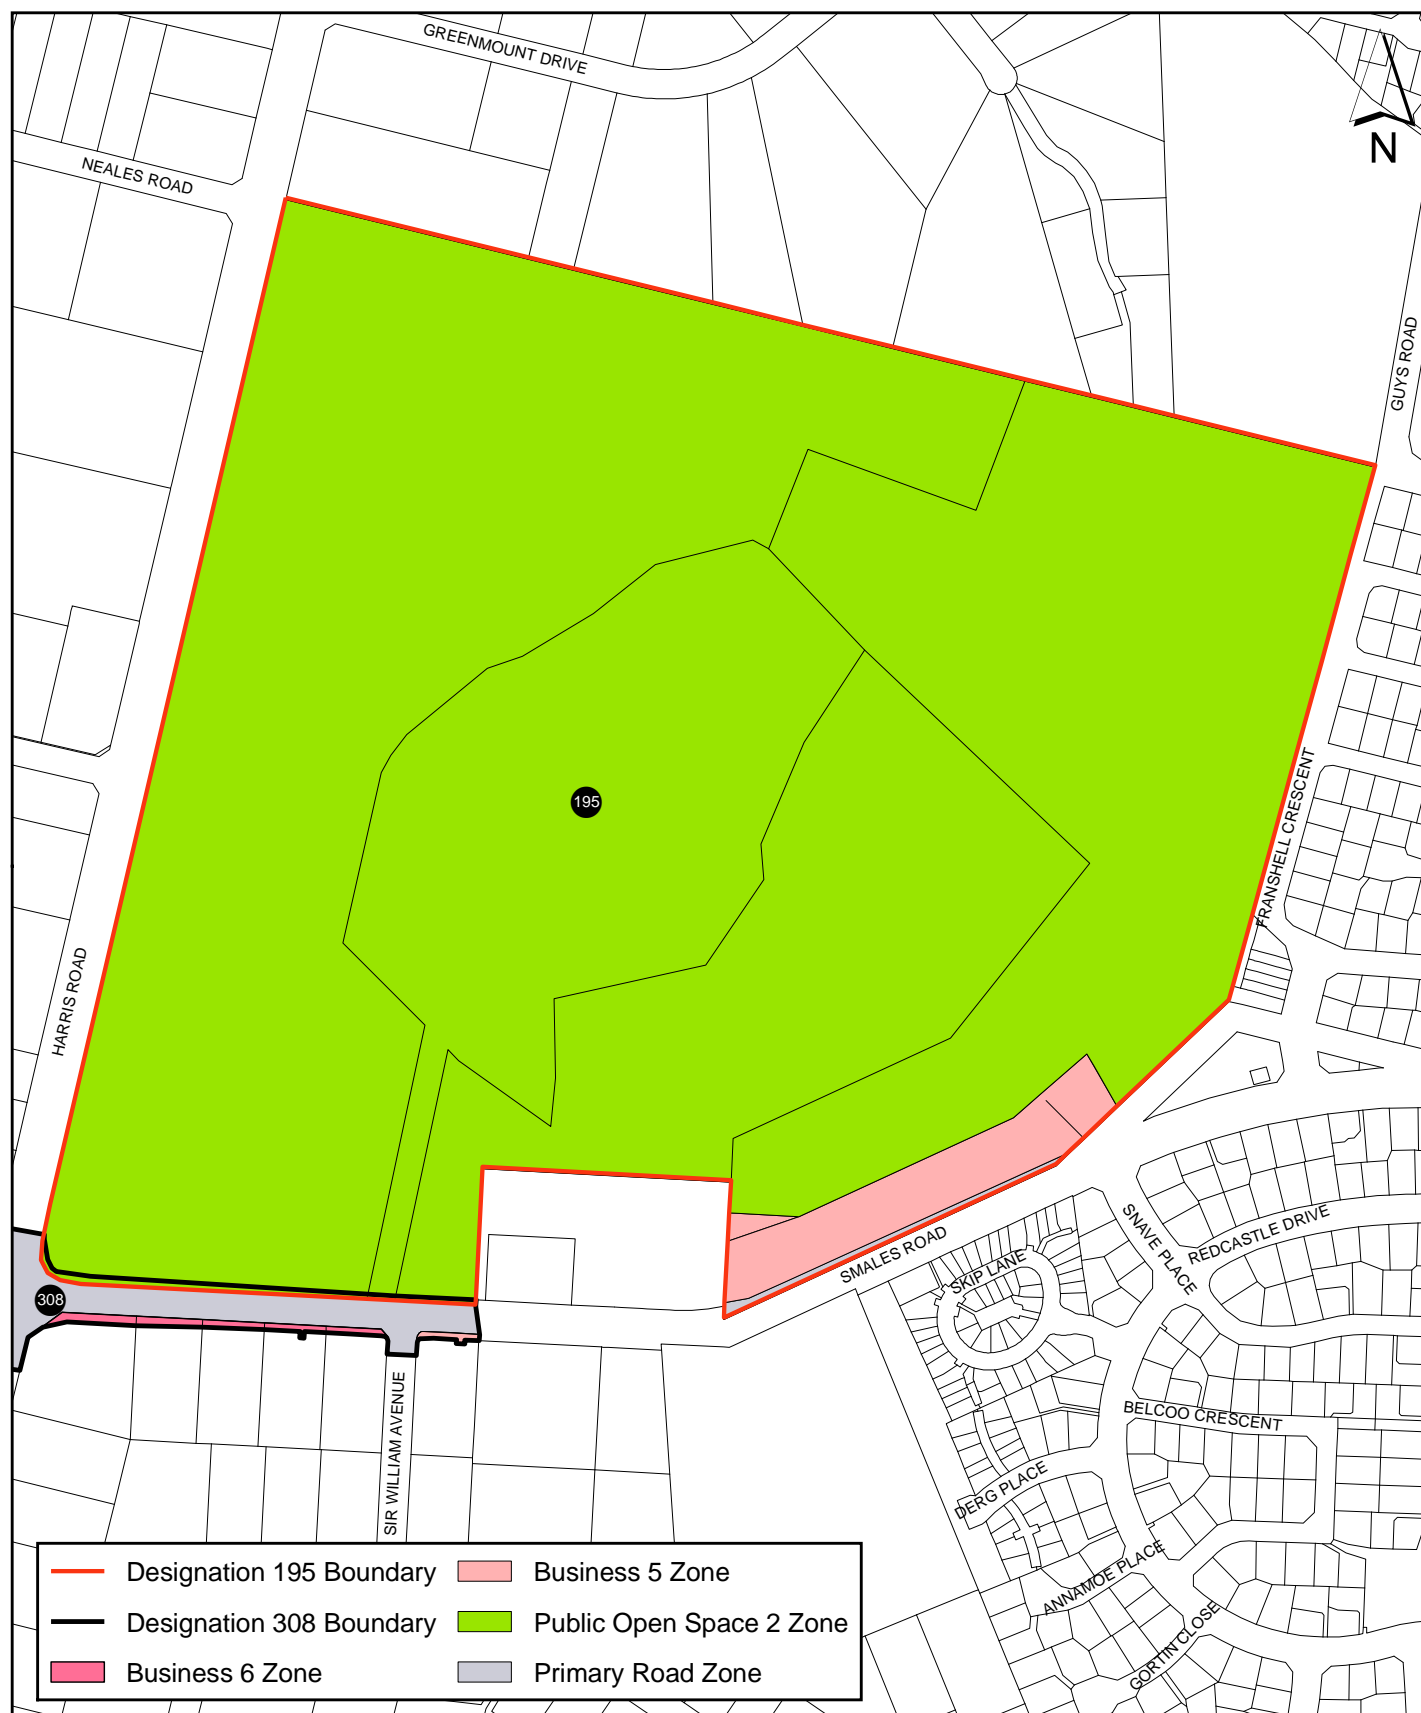 GREENMOUNT DRIVE
N
NEALES ROAD
GUYS ROAD
FRANSHELL CRESCENT
195
HARRIS ROAD
SNAVE PLACE
REDCASTLE DRIVE
SMALES ROAD
SKIP LANE
308
SIR WILLIAM AVENUE
BELCOO CRESCENT
DERG PLACE
ANNAMOE PLACE
GORTIN CLOSE
Designation 195 Boundary
Business 5 Zone
Designation 308 Boundary
Public Open Space 2 Zone
Business 6 Zone
Primary Road Zone